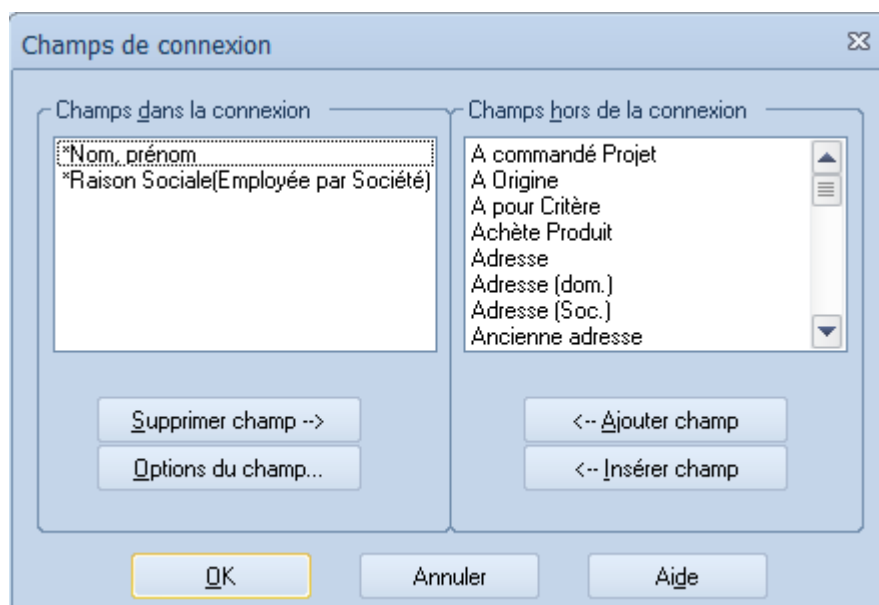 Champs de connexion
Champs dans la connexion
*Nom, prénom
*Raison Sociale(Employée par Société)
Supprimer champ -->
Options du champ...
Champs hors de la connexion
A commandé Projet
A Origine
A pour Critère
Achète Produit
Adresse
Adresse (dom.)
Adresse (Soc.)
Ancienne adresse
<-- Ajouter champ
<-- Insérer champ
OK
Annuler
Aide